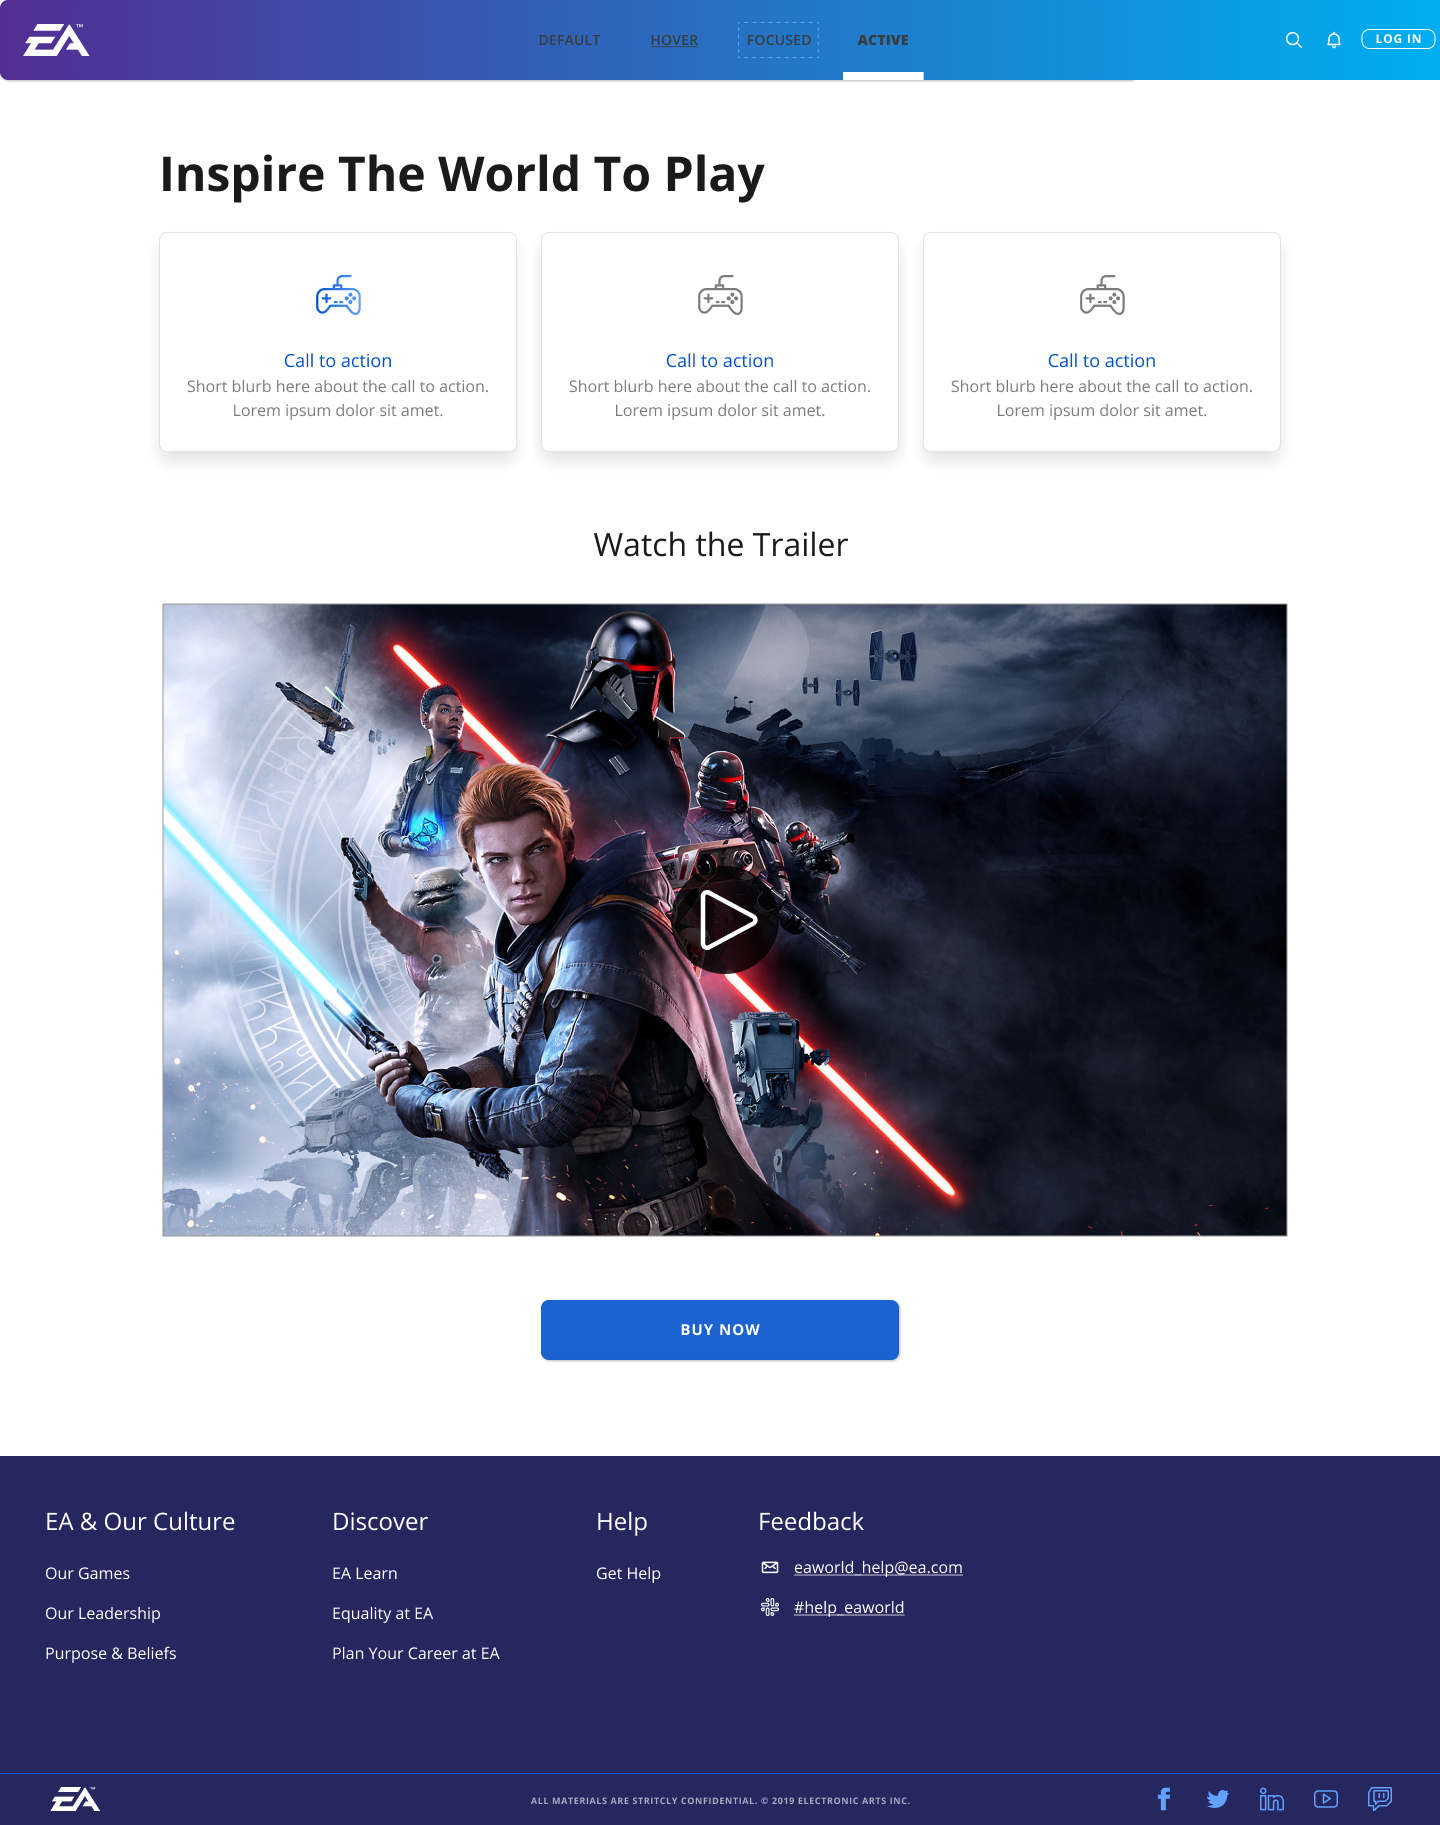 EA™
DEFAULT
HOVER
FOCUSED
ACTIVE
LOG IN
Inspire The World To Play
Call to action
Short blurb here about the call to action.
Lorem ipsum dolor sit amet.
Call to action
Short blurb here about the call to action.
Lorem ipsum dolor sit amet.
Call to action
Short blurb here about the call to action.
Lorem ipsum dolor sit amet.
Watch the Trailer
BUY NOW
EA & Our Culture
Our Games
Our Leadership
Purpose & Beliefs
Discover
EA Learn
Equality at EA
Plan Your Career at EA
Help
Get Help
Feedback
eaworld_help@ea.com
#help_eaworld
EA™
ALL MATERIALS ARE STRITCLY CONFIDENTIAL. © 2019 ELECTRONIC ARTS INC.
f
in